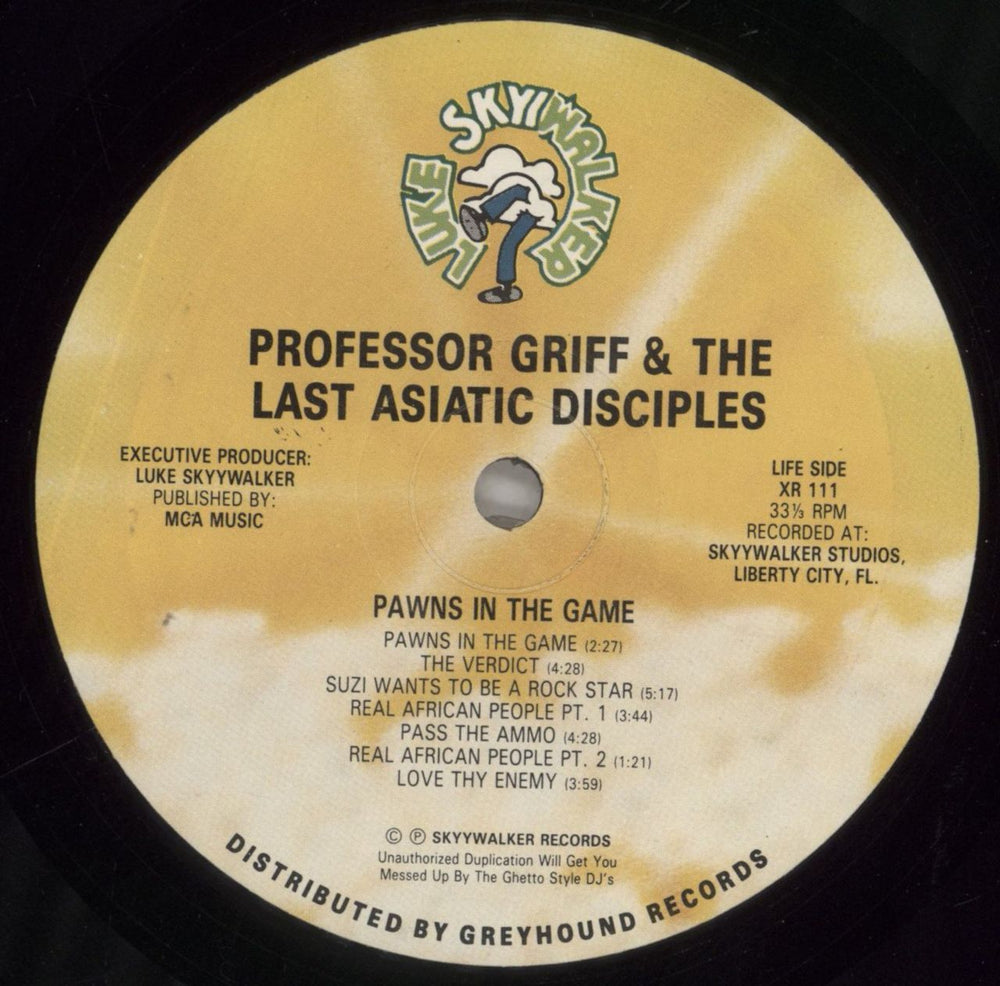 LUKE SKYYWALKER
PROFESSOR GRIFF & THE
LAST ASIATIC DISCIPLES
EXECUTIVE PRODUCER:
LUKE SKYYWALKER
PUBLISHED BY:
MCA MUSIC
LIFE SIDE
XR 111
33⅓ RPM
RECORDED AT:
SKYYWALKER STUDIOS,
LIBERTY CITY, FL.
PAWNS IN THE GAME
PAWNS IN THE GAME (2:27)
THE VERDICT (4:28)
SUZI WANTS TO BE A ROCK STAR (5:17)
REAL AFRICAN PEOPLE PT. 1 (3:44)
PASS THE AMMO (4:28)
REAL AFRICAN PEOPLE PT. 2 (1:21)
LOVE THY ENEMY (3:59)
© ℗ SKYYWALKER RECORDS
Unauthorized Duplication Will Get You
Messed Up By The Ghetto Style DJ's
DISTRIBUTED BY GREYHOUND RECORDS